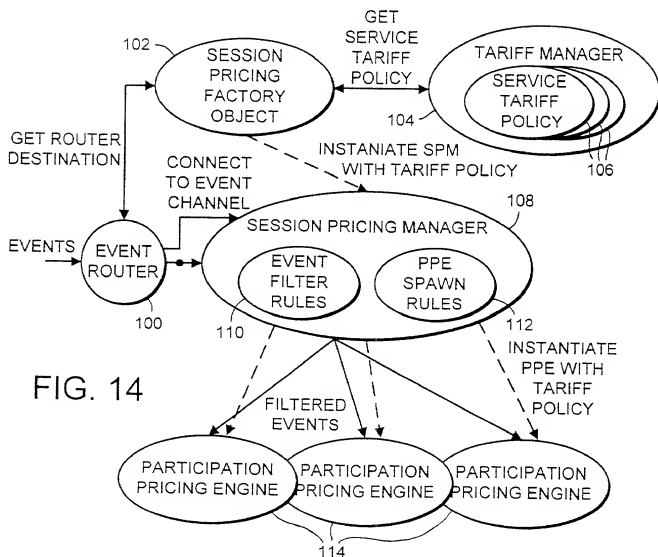 102
SESSION
PRICING
FACTORY
OBJECT
GET
SERVICE
TARIFF
POLICY
TARIFF MANAGER
SERVICE
TARIFF
POLICY
104
106
GET ROUTER
DESTINATION
CONNECT
TO EVENT
CHANNEL
INSTANIATE SPM
WITH TARIFF POLICY
108
SESSION PRICING MANAGER
EVENTS
EVENT
ROUTER
100
EVENT
FILTER
RULES
110
PPE
SPAWN
RULES
112
INSTANTIATE
PPE WITH
TARIFF
POLICY
FIG. 14
FILTERED
EVENTS
PARTICIPATION
PRICING ENGINE
PARTICIPATION
PRICING ENGINE
PARTICIPATION
PRICING ENGINE
114